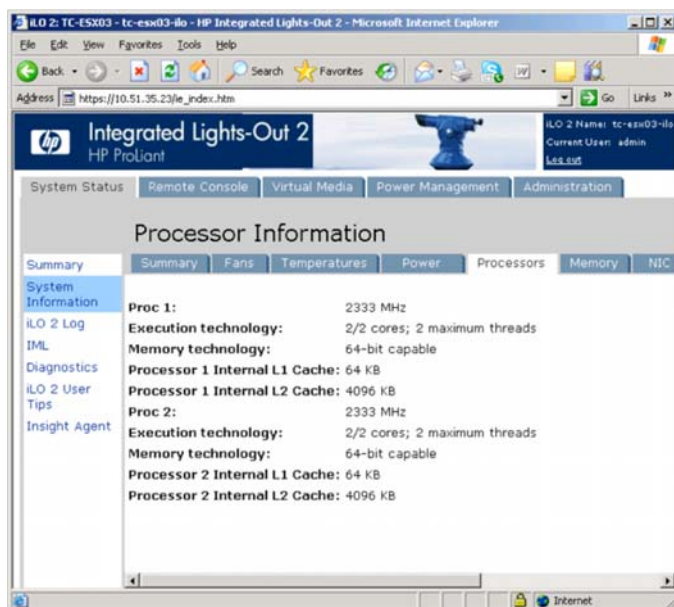 iLO 2: TC-ESX03 - tc-esx03-ilo - HP Integrated Lights-Out 2 - Microsoft Internet Explorer
File Edit View Favorites Tools Help
Back Search Favorites
Address https://10.51.35.23/ie_index.htm Go Links »
hp Integrated Lights-Out 2
HP ProLiant
iLO 2 Name: tc-esx03-ilo
Current User: admin
Log out
System Status Remote Console Virtual Media Power Management Administration
Processor Information
Summary Fans Temperatures Power Processors Memory NIC
Summary
System Information
iLO 2 Log
IML
Diagnostics
iLO 2 User Tips
Insight Agent
Proc 1: 2333 MHz
Execution technology: 2/2 cores; 2 maximum threads
Memory technology: 64-bit capable
Processor 1 Internal L1 Cache: 64 KB
Processor 1 Internal L2 Cache: 4096 KB
Proc 2: 2333 MHz
Execution technology: 2/2 cores; 2 maximum threads
Memory technology: 64-bit capable
Processor 2 Internal L1 Cache: 64 KB
Processor 2 Internal L2 Cache: 4096 KB
Internet